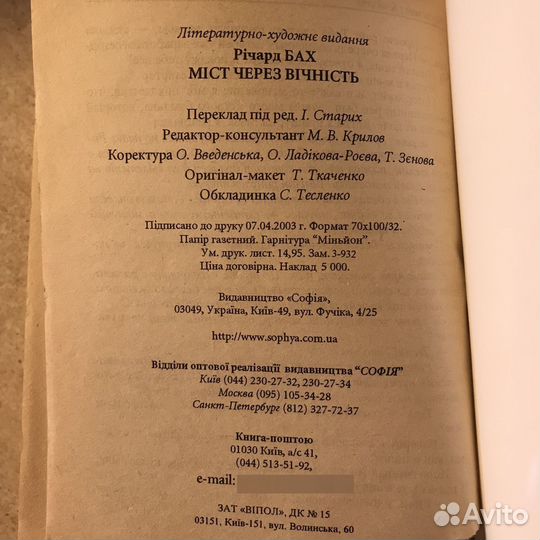 Літературно-художнє видання
Річард БАХ
МІСТ ЧЕРЕЗ ВІЧНІСТЬ
Переклад під ред. І. Старих
Редактор-консультант М. В. Крилов
Коректура О. Введенська, О. Ладікова-Роєва, Т. Зєнова
Оригінал-макет Т. Ткаченко
Обкладинка С. Тесленко
Підписано до друку 07.04.2003 г. Формат 70х100/32.
Папір газетний. Гарнітура “Міньйон”.
Ум. друк. лист. 14,95. Зам. 3-932
Ціна договірна. Наклад 5 000.
Видавництво «Софія»,
03049, Україна, Київ-49, вул. Фучіка, 4/25
http://www.sophya.com.ua
Відділи оптової реалізації видавництва “СОФІЯ”
Київ (044) 230-27-32, 230-27-34
Москва (095) 105-34-28
Санкт-Петербург (812) 327-72-37
Книга-поштою
01030 Київ, а/с 41,
(044) 513-51-92,
e-mail:
ЗАТ “ВІПОЛ”, ДК № 15
03151, Київ-151, вул. Волинська, 60
Avito